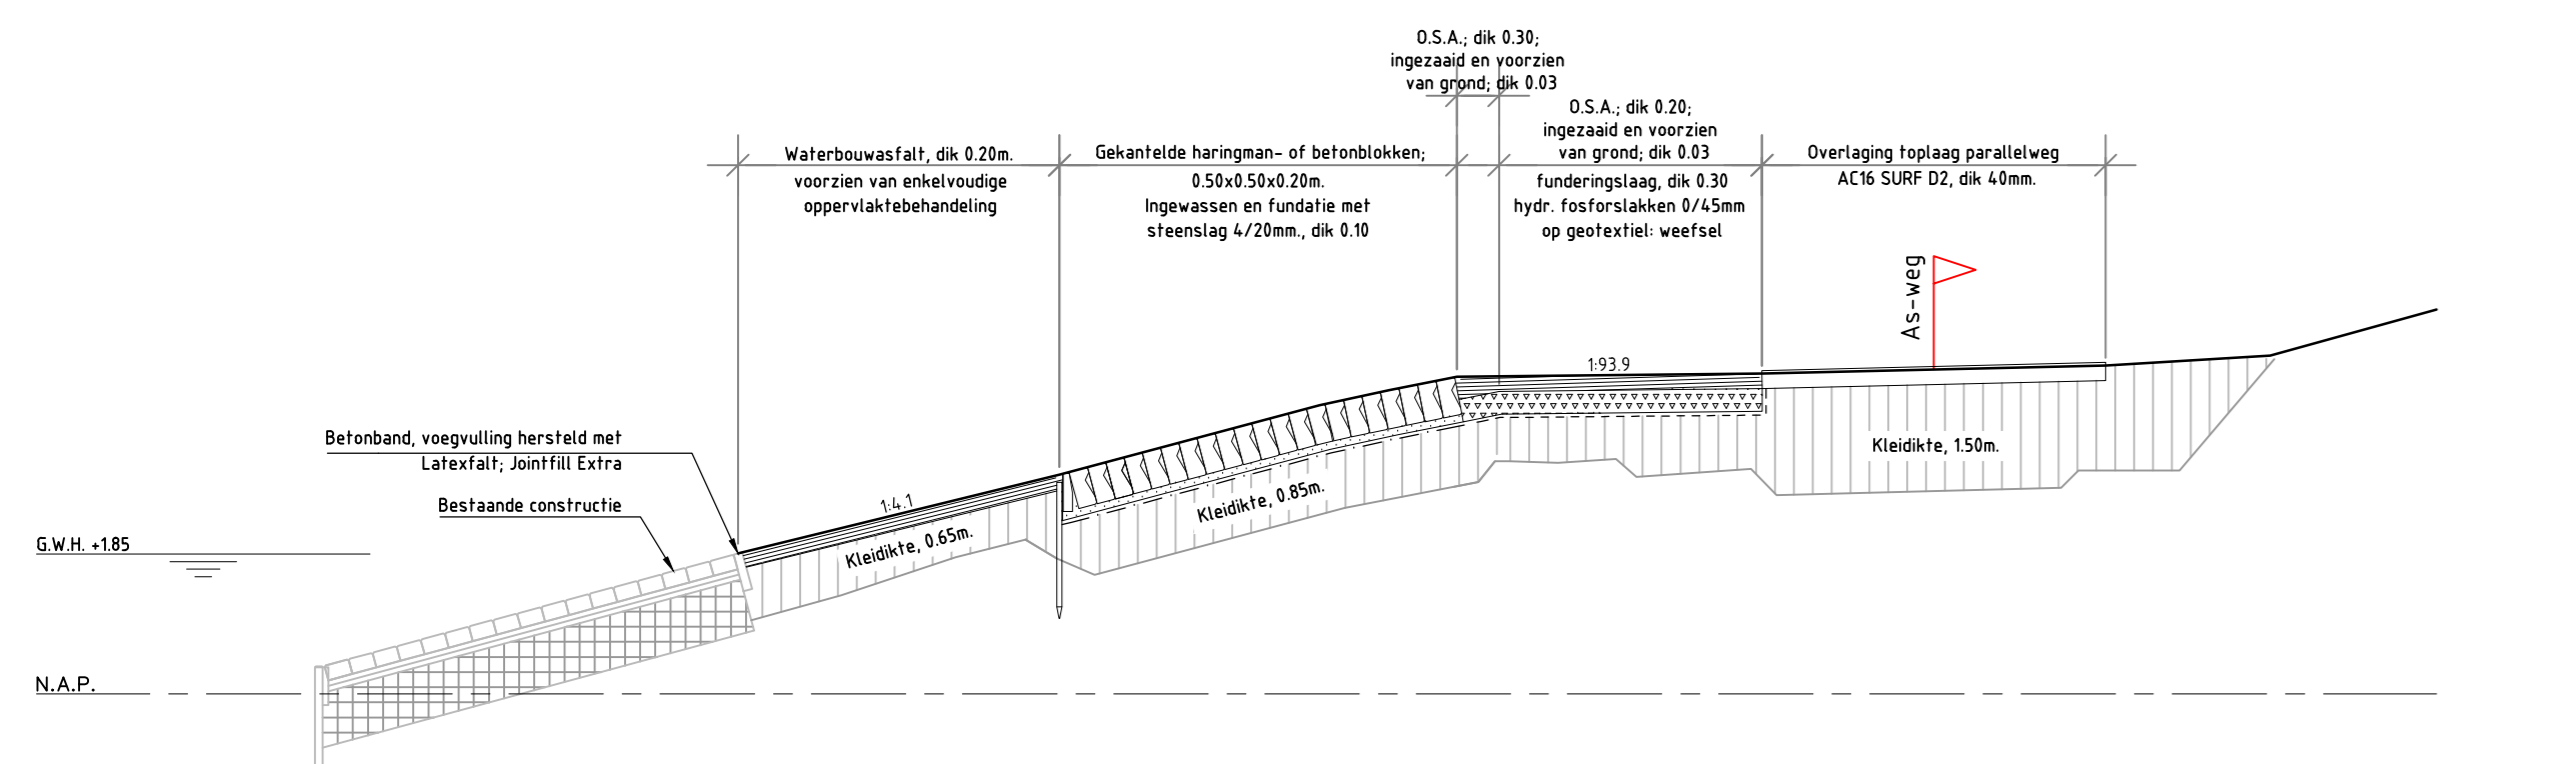 O.S.A.; dik 0.30;
ingezaaid en voorzien
van grond; dik 0.03
O.S.A.; dik 0.20;
ingezaaid en voorzien
van grond; dik 0.03
funderingslaag, dik 0.30
hydr. fosforslakken 0/45mm
op geotextiel: weefsel
Waterbouwasfalt, dik 0.20m.
voorzien van enkelvoudige
oppervlaktebehandeling
Gekantelde haringman- of betonblokken;
0.50x0.50x0.20m.
Ingewassen en fundatie met
steenslag 4/20mm., dik 0.10
Overlaging toplaag parallelweg
AC16 SURF D2, dik 40mm.
As-weg
1:93.9
Betonband, voegvulling hersteld met
Latexfalt; Jointfill Extra
Bestaande constructie
1:4.1
Kleidikte, 0.65m.
Kleidikte, 0.85m.
Kleidikte, 1.50m.
G.W.H. +1.85
N.A.P.